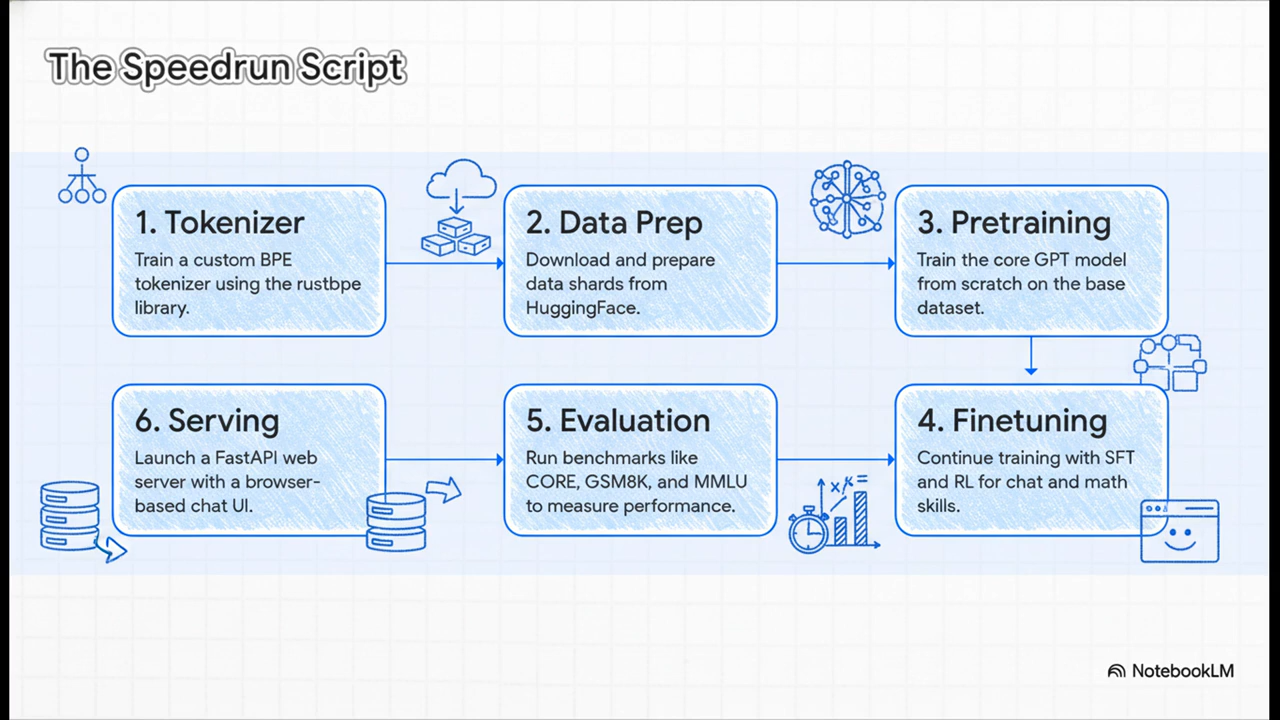 The Speedrun Script
1. Tokenizer
Train a custom BPE
tokenizer using the rustbpe
library.
2. Data Prep
Download and prepare
data shards from
HuggingFace.
3. Pretraining
Train the core GPT model
from scratch on the base
dataset.
6. Serving
Launch a FastAPI web
server with a browser-
based chat UI.
5. Evaluation
Run benchmarks like
CORE, GSM8K, and MMLU
to measure performance.
4. Finetuning
Continue training with SFT
and RL for chat and math
skills.
NotebookLM